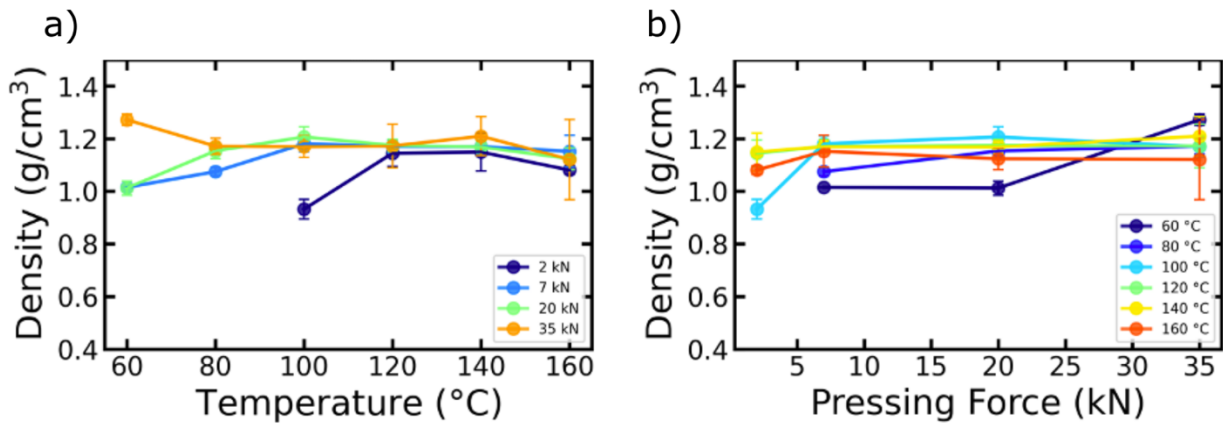 a)
Density (g/cm³)
1.4
1.2
1.0
0.8
0.6
0.4
2 kN
7 kN
20 kN
35 kN
60 80 100 120 140 160
Temperature (°C)
b)
Density (g/cm³)
1.4
1.2
1.0
0.8
0.6
0.4
60 °C
80 °C
100 °C
120 °C
140 °C
160 °C
5 10 15 20 25 30 35
Pressing Force (kN)